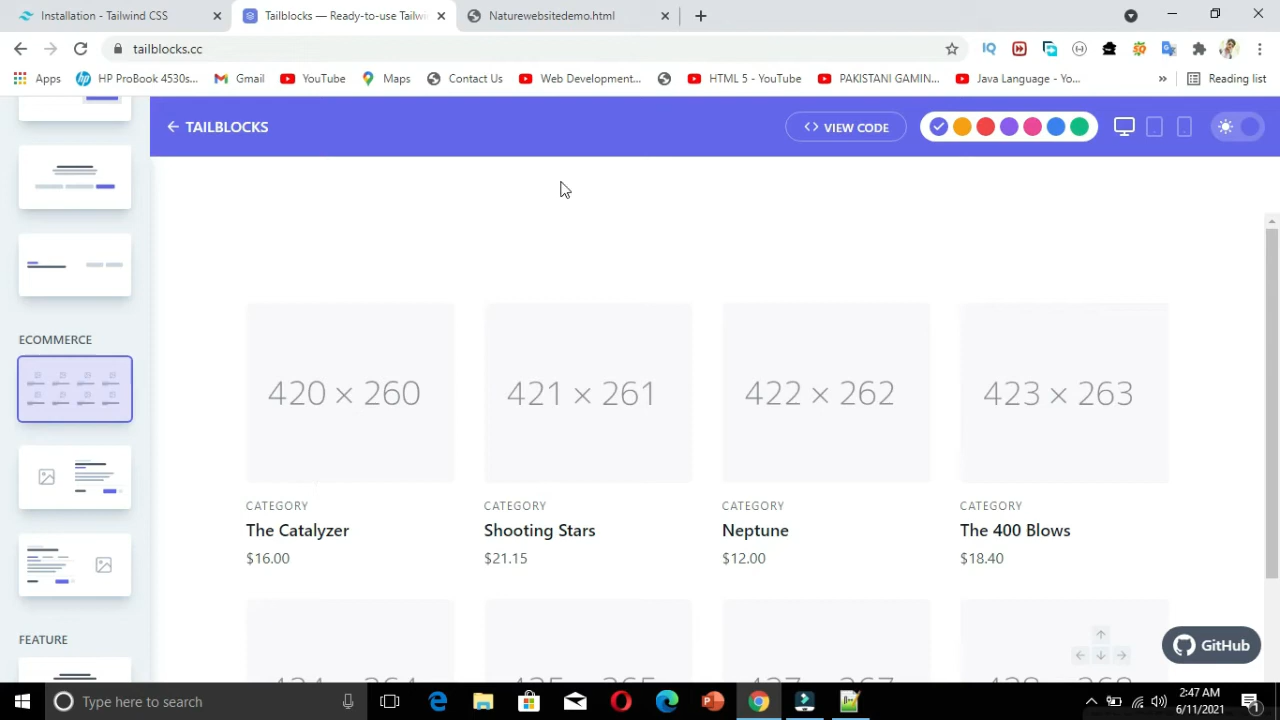 Installation - Tailwind CSS
Tailblocks — Ready-to-use Tailwi
Naturewebsitedemo.html
tailblocks.cc
Apps
HP ProBook 4530s...
Gmail
YouTube
Maps
Contact Us
Web Development...
HTML 5 - YouTube
PAKISTANI GAMIN...
Java Language - Yo...
»
Reading list
TAILBLOCKS
VIEW CODE
420 × 260
421 × 261
422 × 262
423 × 263
ECOMMERCE
CATEGORY
CATEGORY
CATEGORY
CATEGORY
The Catalyzer
Shooting Stars
Neptune
The 400 Blows
$16.00
$21.15
$12.00
$18.40
FEATURE
GitHub
Type here to search
2:47 AM
6/11/2021